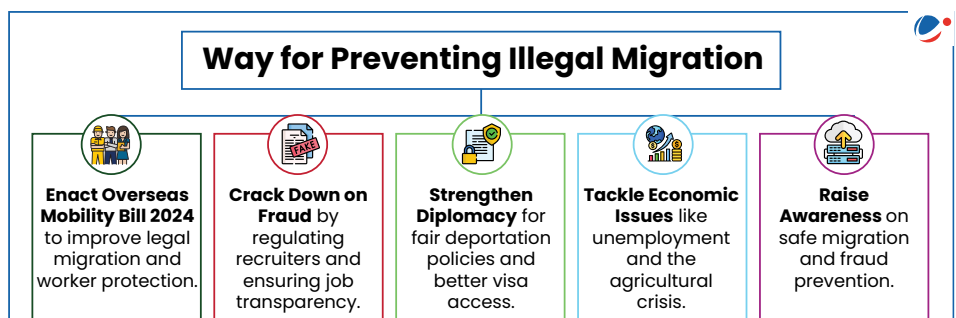 Way for Preventing Illegal Migration
Enact Overseas
Mobility Bill 2024
to improve legal
migration and
worker protection.
FAKE
Crack Down on
Fraud by
regulating
recruiters and
ensuring job
transparency.
Strengthen
Diplomacy for
fair deportation
policies and
better visa
access.
Tackle Economic
Issues like
unemployment
and the
agricultural
crisis.
Raise
Awareness on
safe migration
and fraud
prevention.